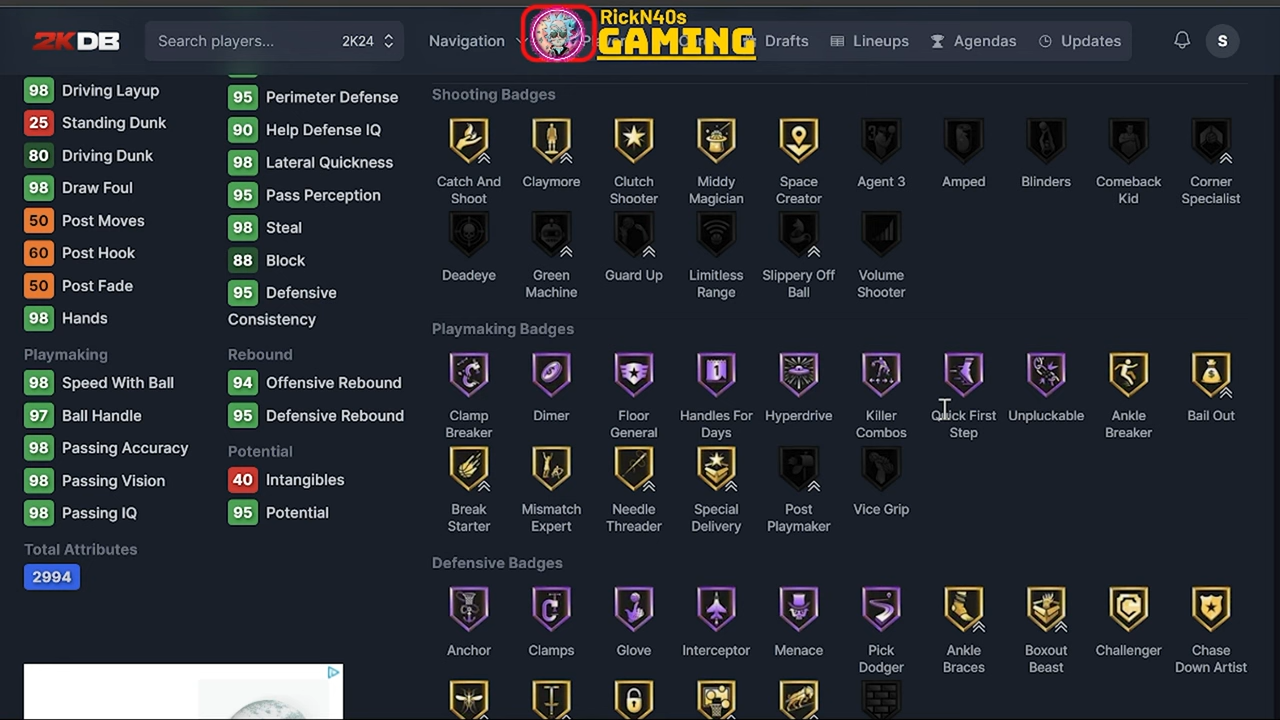 2KDB
Search players...
2K24
Navigation
RickN40s
GAMING
Drafts
Lineups
Agendas
Updates
S
98 Driving Layup
25 Standing Dunk
80 Driving Dunk
98 Draw Foul
50 Post Moves
60 Post Hook
50 Post Fade
98 Hands
Playmaking
98 Speed With Ball
97 Ball Handle
98 Passing Accuracy
98 Passing Vision
98 Passing IQ
Total Attributes
2994
95 Perimeter Defense
90 Help Defense IQ
98 Lateral Quickness
95 Pass Perception
98 Steal
88 Block
95 Defensive
Consistency
Rebound
94 Offensive Rebound
95 Defensive Rebound
Potential
40 Intangibles
95 Potential
Shooting Badges
Catch And
Shoot
Claymore
Clutch
Shooter
Middy
Magician
Space
Creator
Agent 3
Amped
Blinders
Comeback
Kid
Corner
Specialist
Deadeye
Green
Machine
Guard Up
Limitless
Range
Slippery Off
Ball
Volume
Shooter
Playmaking Badges
Clamp
Breaker
Dimer
Floor
General
Handles For
Days
Hyperdrive
Killer
Combos
Quick First
Step
Unpluckable
Ankle
Breaker
Bail Out
Break
Starter
Mismatch
Expert
Needle
Threader
Special
Delivery
Post
Playmaker
Vice Grip
Defensive Badges
Anchor
Clamps
Glove
Interceptor
Menace
Pick
Dodger
Ankle
Braces
Boxout
Beast
Challenger
Chase
Down Artist